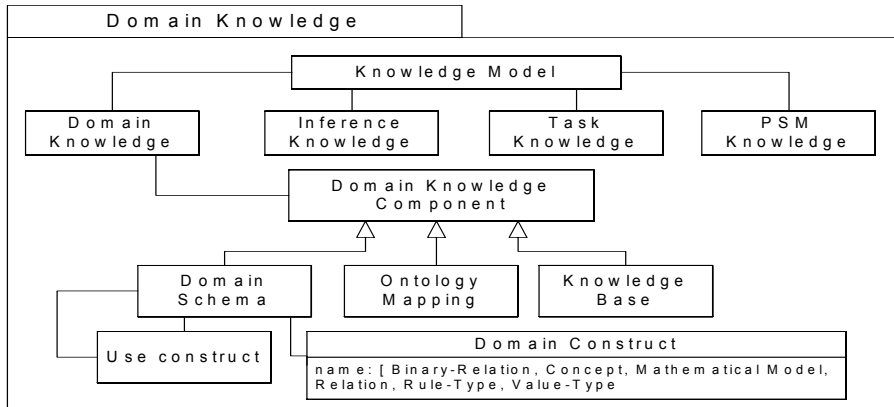 Domain Knowledge
Knowledge Model
Domain
Knowledge
Inference
Knowledge
Task
Knowledge
PSM
Knowledge
Domain Knowledge
Component
Domain
Schema
Ontology
Mapping
Knowledge
Base
Use construct
Domain Construct
name: [ Binary-Relation, Concept, Mathematical Model,
Relation, Rule-Type, Value-Type